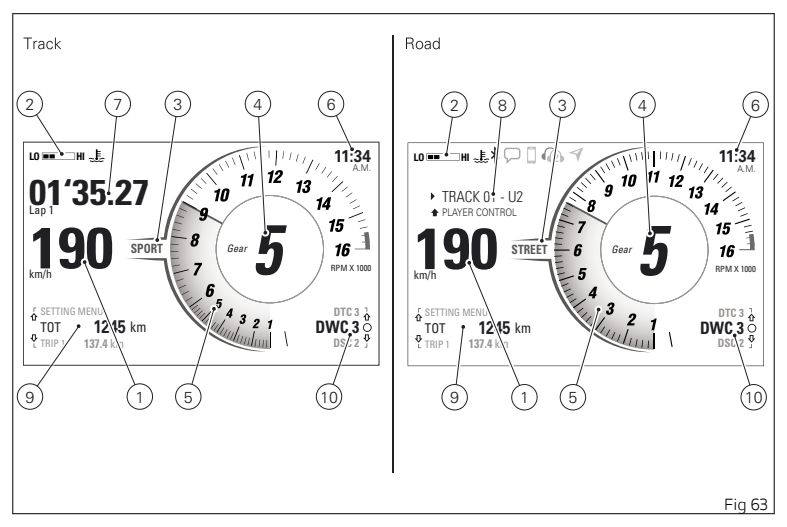 Track
2 7 3 4 6
LO HI
11:34
A.M.
01'35.27
Lap 1
190
km/h
SPORT
Gear 5
1 2 3 4 5 6 7 8 9 10 11 12 13 14 15 16
RPM X 1000
SETTING MENU
TOT 1245 km
TRIP 1 137.4 km
DTC 3
DWC 3
DSC 2
9 1 5 10
Road
2 8 3 4 6
LO HI
11:34
A.M.
TRACK 01 - U2
PLAYER CONTROL
190
km/h
STREET
Gear 5
1 2 3 4 5 6 7 8 9 10 11 12 13 14 15 16
RPM X 1000
SETTING MENU
TOT 1245 km
TRIP 1 137.4 km
DTC 3
DWC 3
DSC 2
9 1 5 10
Fig 63